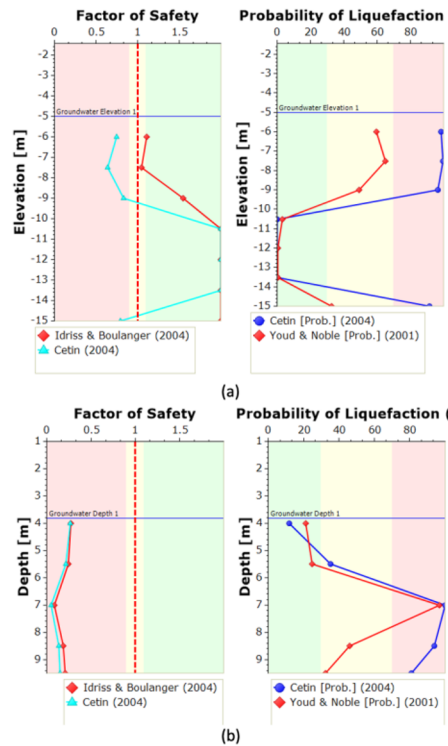 Factor of Safety
0 0.5 1 1.5
Elevation [m]
-2
-3
-4
-5
-6
-7
-8
-9
-10
-11
-12
-13
-14
-15
Groundwater Elevation 1
Idriss & Boulanger (2004)
Cetin (2004)
Probability of Liquefaction
0 40 80
-2
-3
-4
-5
-6
-7
-8
-9
-10
-11
-12
-13
-14
-15
Elevation [m]
Groundwater Elevation 1
Cetin [Prob.] (2004)
Youd & Noble [Prob.] (2001)
(a)
Factor of Safety
0 0.5 1 1.5
Depth [m]
1
2
3
4
5
6
7
8
9
Groundwater Depth 1
Idriss & Boulanger (2004)
Cetin (2004)
Probability of Liquefaction (
0 40 80
Depth [m]
1
2
3
4
5
6
7
8
9
Groundwater Depth 1
Cetin [Prob.] (2004)
Youd & Noble [Prob.] (2001)
(b)